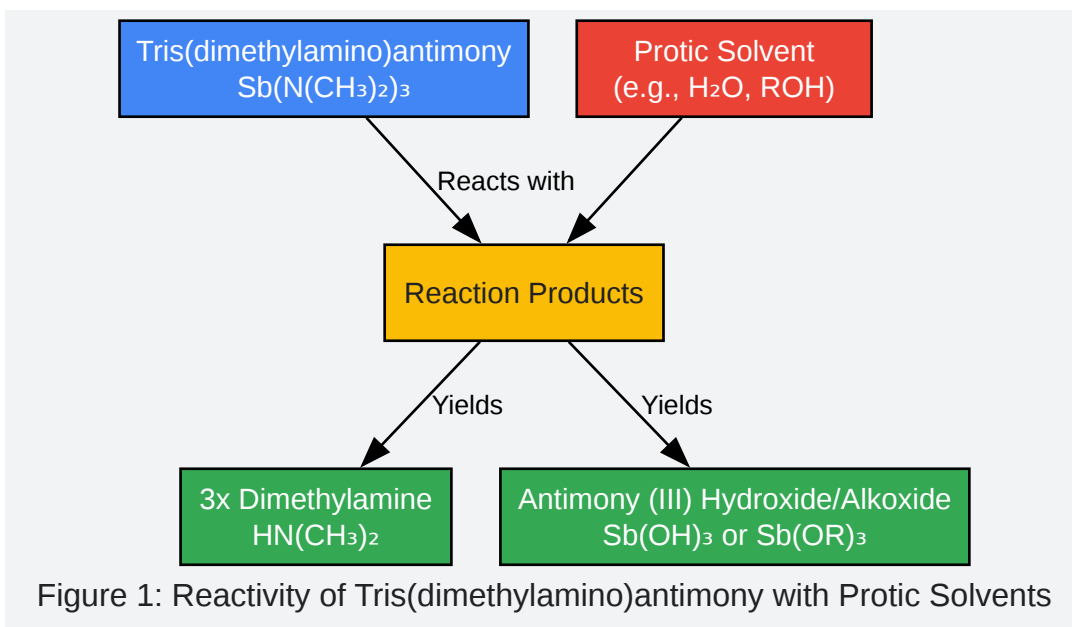 Tris(dimethylamino)antimony
Sb(N(CH₃)₂)₃
Protic Solvent
(e.g., H₂O, ROH)
Reacts with
Reaction Products
Yields
Yields
3x Dimethylamine
HN(CH₃)₂
Antimony (III) Hydroxide/Alkoxide
Sb(OH)₃ or Sb(OR)₃
Figure 1: Reactivity of Tris(dimethylamino)antimony with Protic Solvents